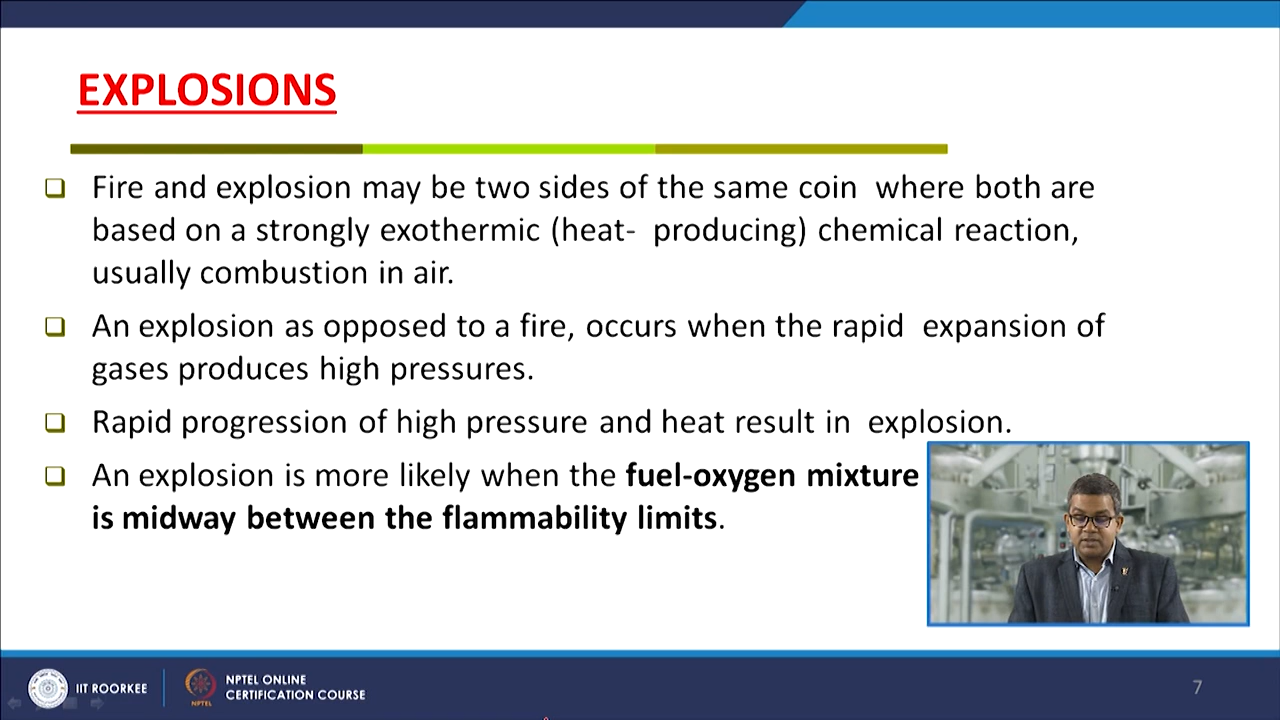 EXPLOSIONS
Fire and explosion may be two sides of the same coin where both are
based on a strongly exothermic (heat- producing) chemical reaction,
usually combustion in air.
An explosion as opposed to a fire, occurs when the rapid expansion of
gases produces high pressures.
Rapid progression of high pressure and heat result in explosion.
An explosion is more likely when the fuel-oxygen mixture
is midway between the flammability limits.
IIT ROORKEE
NPTEL
NPTEL ONLINE
CERTIFICATION COURSE
7